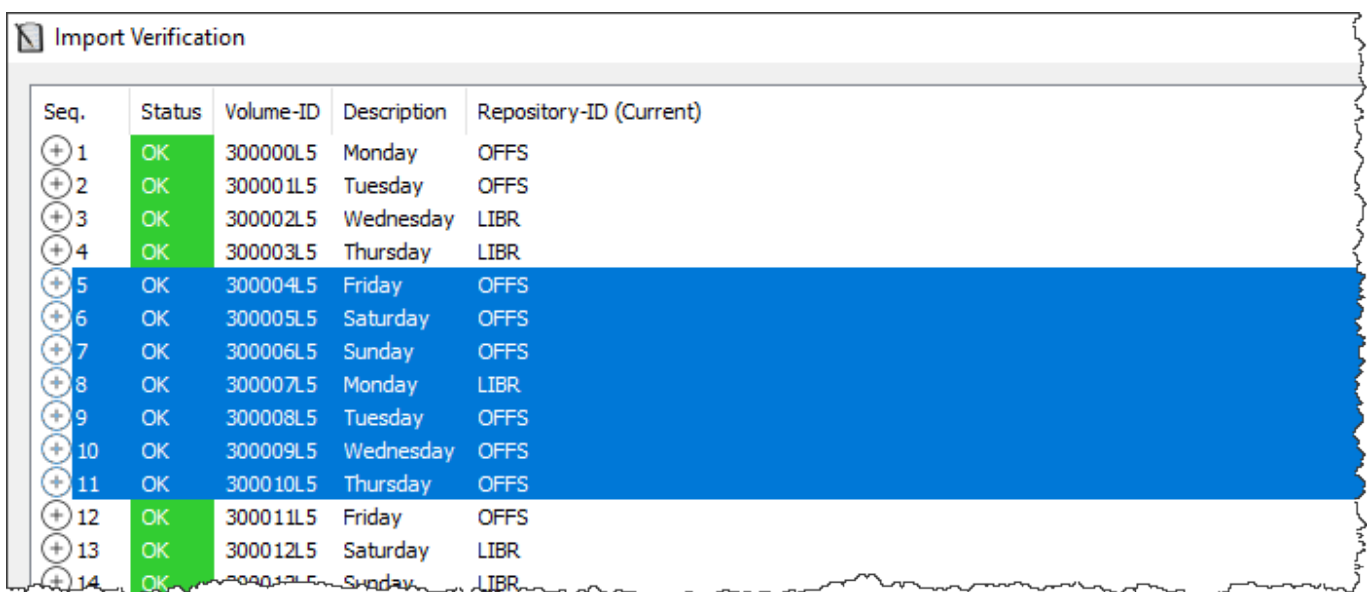 Import Verification
Seq. Status Volume-ID Description Repository-ID (Current)
1 OK 300000L5 Monday OFFS
2 OK 300001L5 Tuesday OFFS
3 OK 300002L5 Wednesday LIBR
4 OK 300003L5 Thursday LIBR
5 OK 300004L5 Friday OFFS
6 OK 300005L5 Saturday OFFS
7 OK 300006L5 Sunday OFFS
8 OK 300007L5 Monday LIBR
9 OK 300008L5 Tuesday OFFS
10 OK 300009L5 Wednesday OFFS
11 OK 300010L5 Thursday OFFS
12 OK 300011L5 Friday OFFS
13 OK 300012L5 Saturday LIBR
14 OK Sunday LIBR